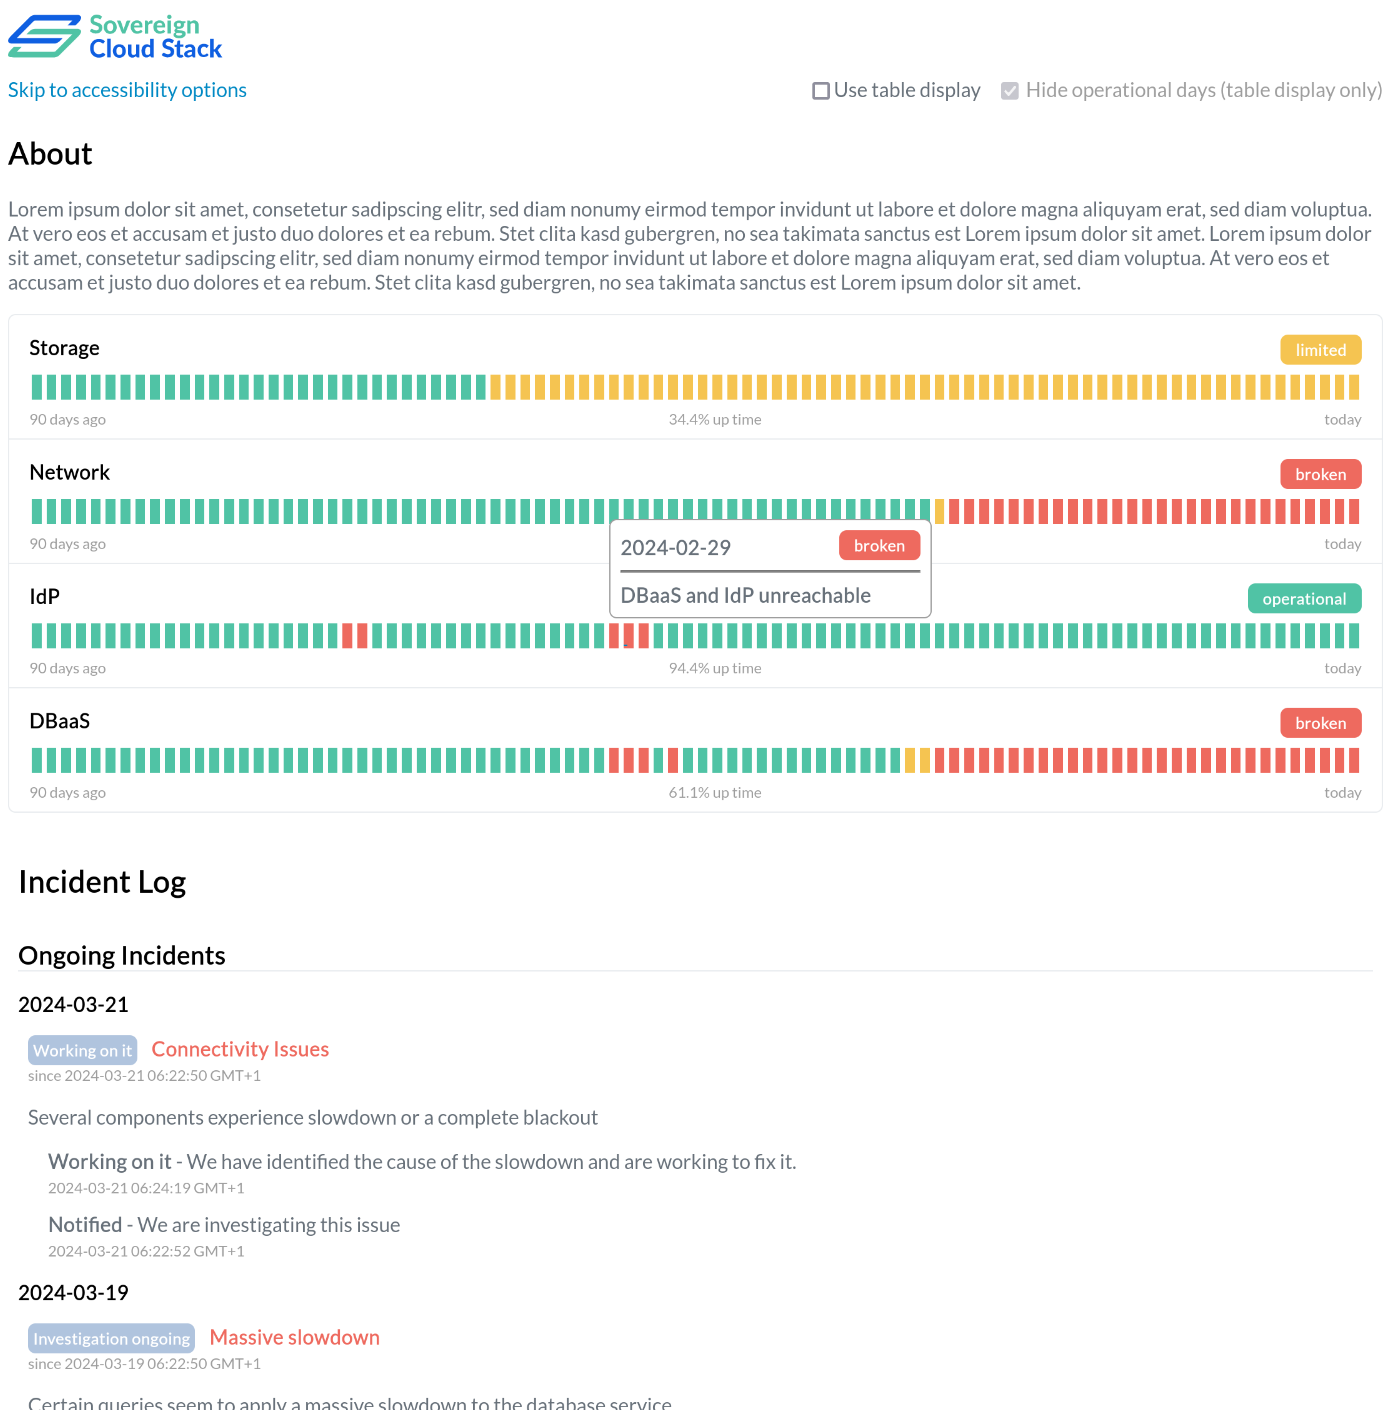 Sovereign
Cloud Stack
Skip to accessibility options
Use table display
Hide operational days (table display only)
About
Lorem ipsum dolor sit amet, consetetur sadipscing elitr, sed diam nonumy eirmod tempor invidunt ut labore et dolore magna aliquyam erat, sed diam voluptua.
At vero eos et accusam et justo duo dolores et ea rebum. Stet clita kasd gubergren, no sea takimata sanctus est Lorem ipsum dolor sit amet. Lorem ipsum dolor
sit amet, consetetur sadipscing elitr, sed diam nonumy eirmod tempor invidunt ut labore et dolore magna aliquyam erat, sed diam voluptua. At vero eos et
accusam et justo duo dolores et ea rebum. Stet clita kasd gubergren, no sea takimata sanctus est Lorem ipsum dolor sit amet.
Storage
limited
90 days ago
34.4% up time
today
Network
broken
90 days ago
today
2024-02-29
broken
DBaaS and IdP unreachable
IdP
operational
90 days ago
94.4% up time
today
DBaaS
broken
90 days ago
61.1% up time
today
Incident Log
Ongoing Incidents
2024-03-21
Working on it
Connectivity Issues
since 2024-03-21 06:22:50 GMT+1
Several components experience slowdown or a complete blackout
Working on it - We have identified the cause of the slowdown and are working to fix it.
2024-03-21 06:24:19 GMT+1
Notified - We are investigating this issue
2024-03-21 06:22:52 GMT+1
2024-03-19
Investigation ongoing
Massive slowdown
since 2024-03-19 06:22:50 GMT+1
Certain queries seem to apply a massive slowdown to the database service